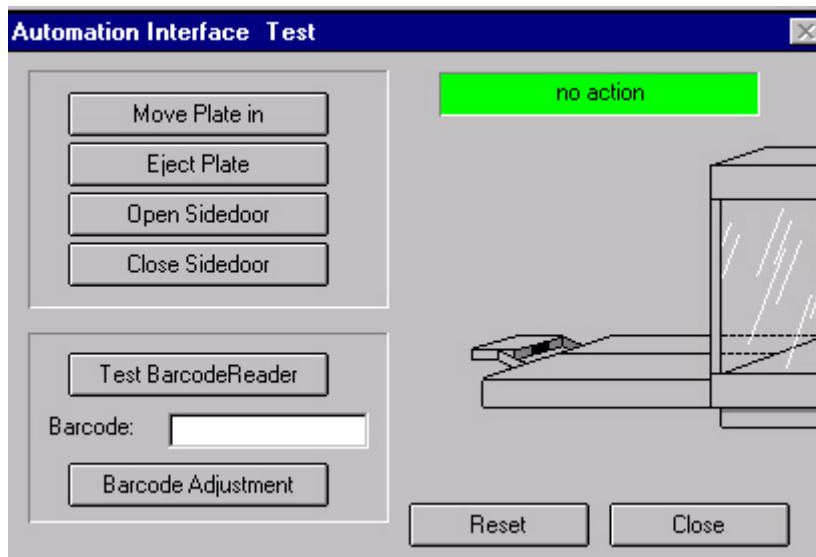 Automation Interface  Test
no action
Move Plate in
Eject Plate
Open Sidedoor
Close Sidedoor
Test BarcodeReader
Barcode:
Barcode Adjustment
Reset
Close